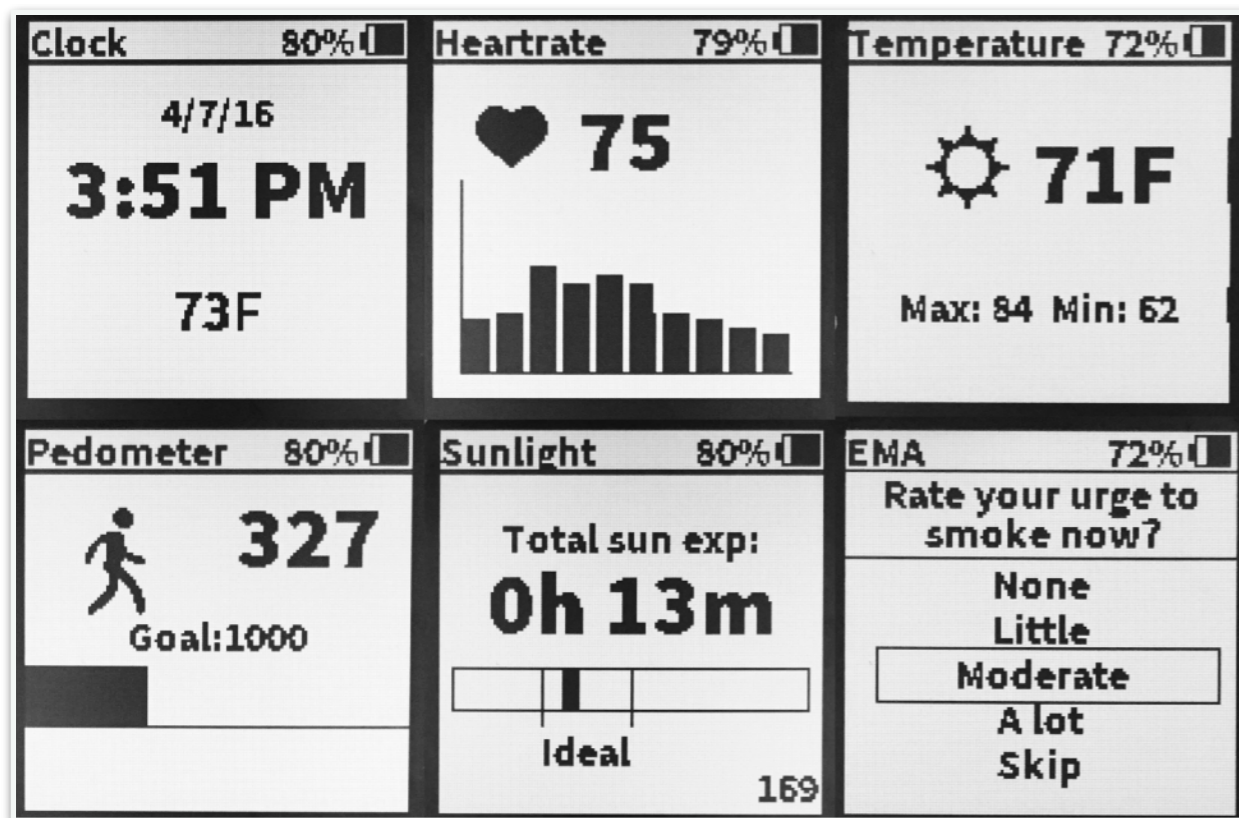 Clock 80%
4/7/16
3:51 PM
73F
Heartrate 79%
75
Temperature 72%
71F
Max: 84 Min: 62
Pedometer 80%
327
Goal:1000
Sunlight 80%
Total sun exp:
0h 13m
Ideal
169
EMA 72%
Rate your urge to
smoke now?
None
Little
Moderate
A lot
Skip